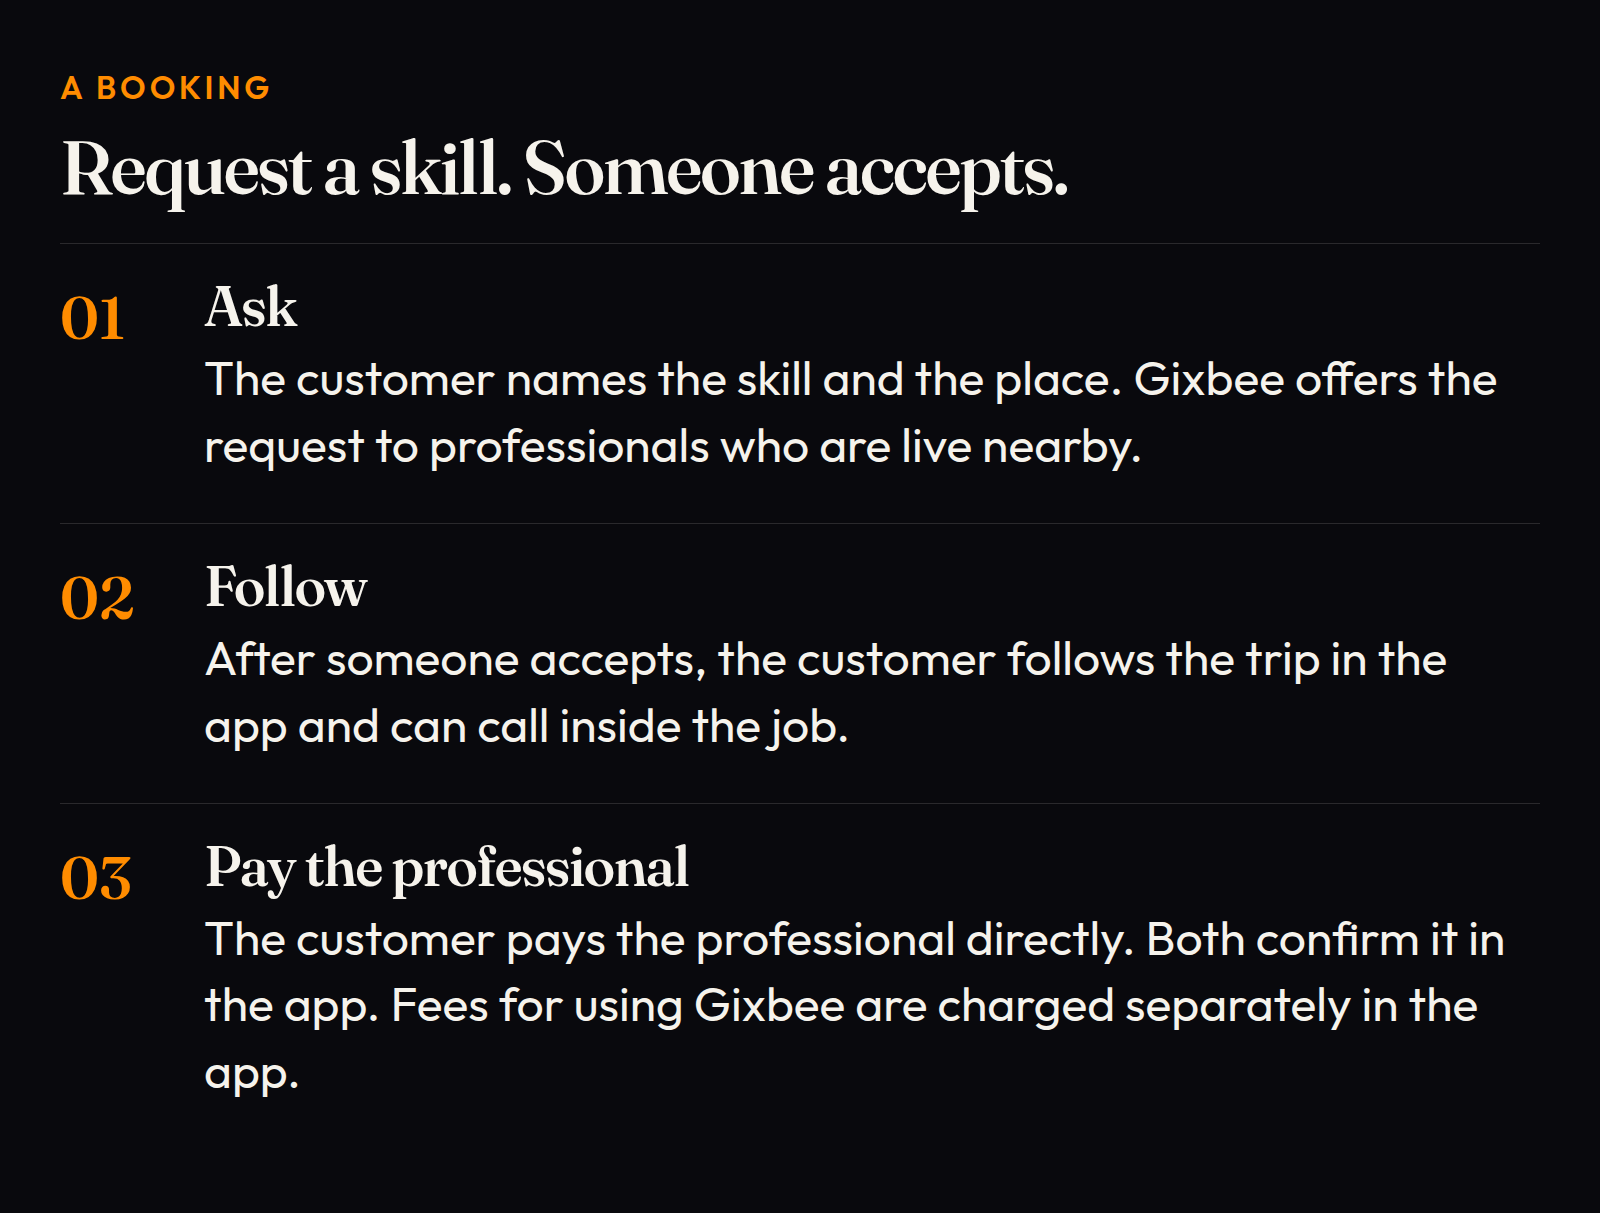 A BOOKING
Request a skill. Someone accepts.
01
Ask
The customer names the skill and the place. Gixbee offers the
request to professionals who are live nearby.
02
Follow
After someone accepts, the customer follows the trip in the
app and can call inside the job.
03
Pay the professional
The customer pays the professional directly. Both confirm it in
the app. Fees for using Gixbee are charged separately in the
app.